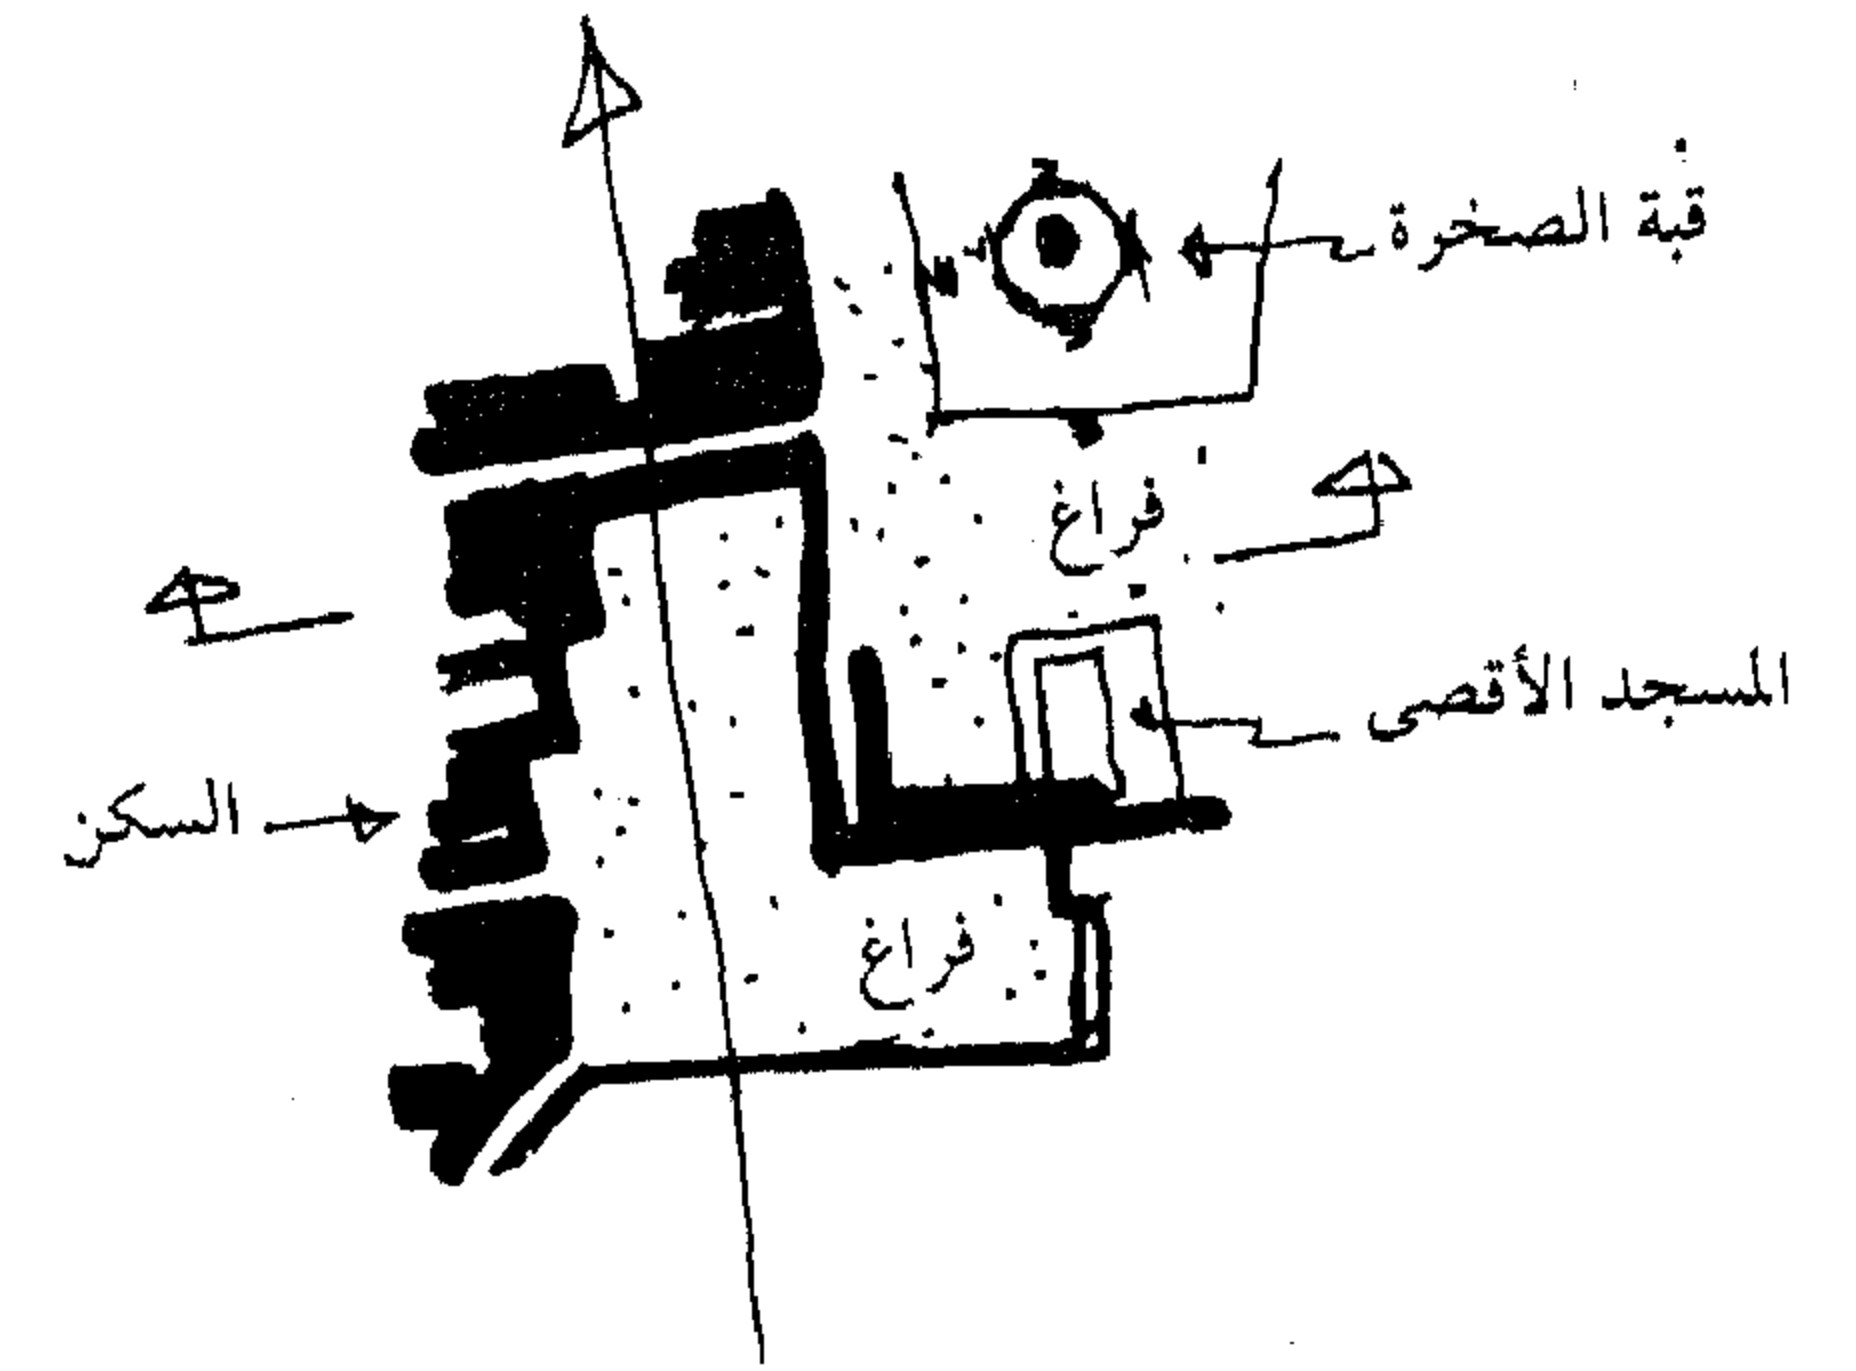 قبة الصخرة
فراغ
المسجد الأقصى
السكن
فراغ